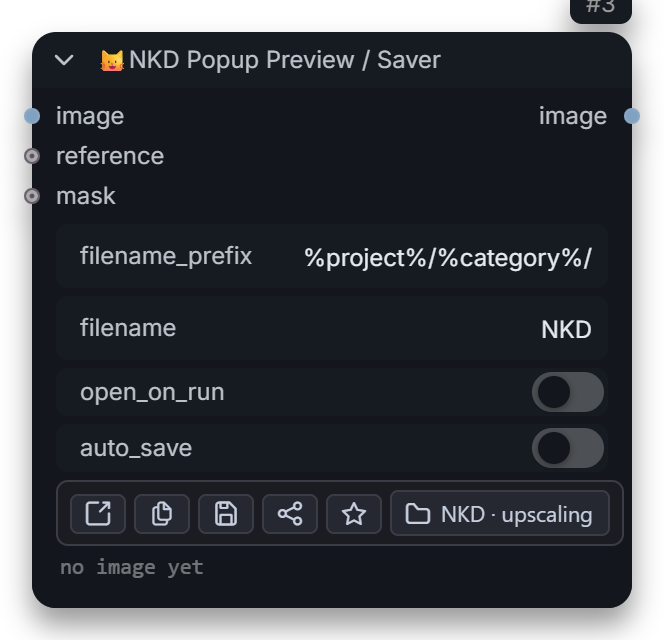 #3
NKD Popup Preview / Saver
image image
reference
mask
filename_prefix %project%/%category%/
filename NKD
open_on_run
auto_save
NKD · upscaling
no image yet